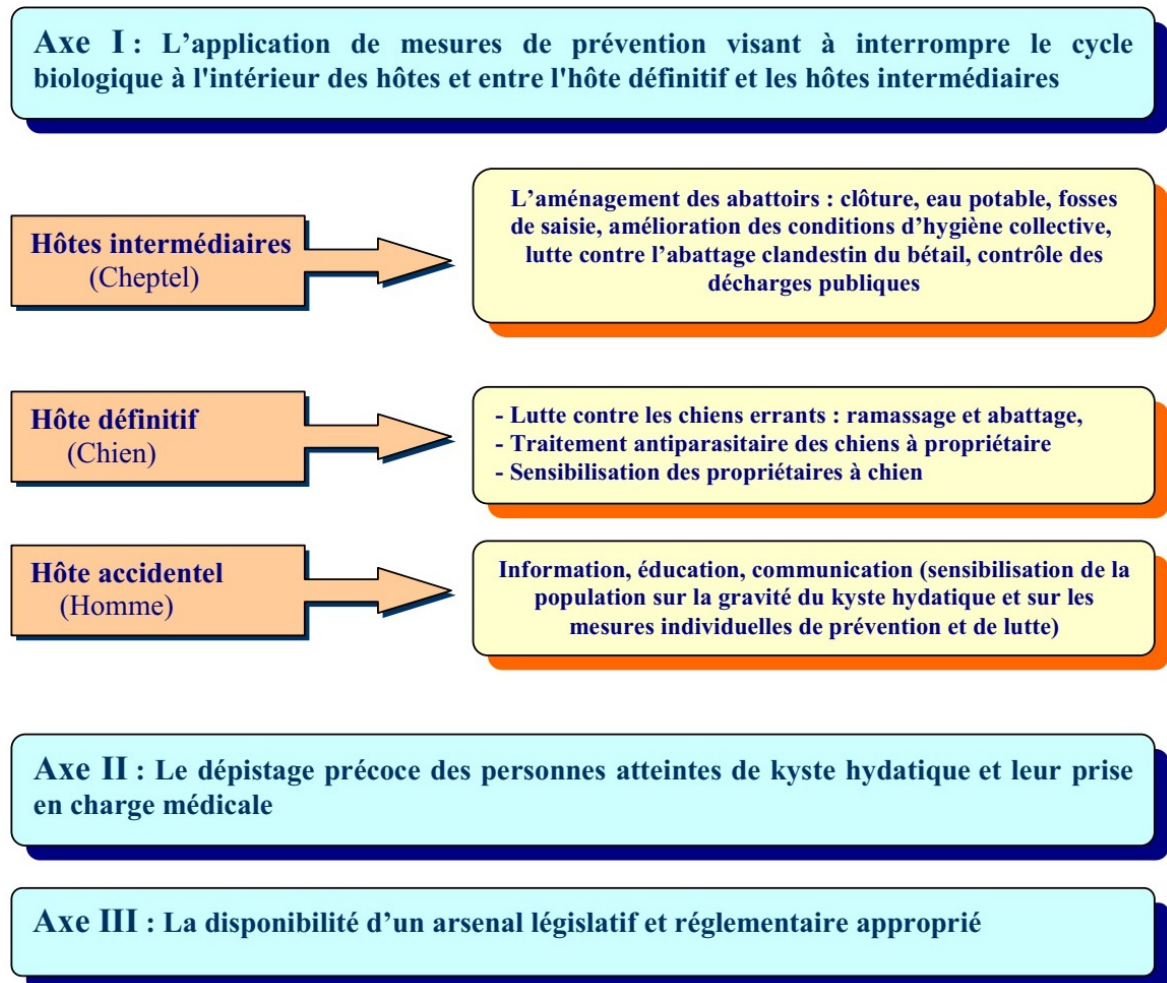 Axe I : L'application de mesures de prévention visant à interrompre le cycle
biologique à l'intérieur des hôtes et entre l'hôte définitif et les hôtes intermédiaires
Hôtes intermédiaires
(Cheptel)
L'aménagement des abattoirs : clôture, eau potable, fosses
de saisie, amélioration des conditions d'hygiène collective,
lutte contre l'abattage clandestin du bétail, contrôle des
décharges publiques
Hôte définitif
(Chien)
- Lutte contre les chiens errants : ramassage et abattage,
- Traitement antiparasitaire des chiens à propriétaire
- Sensibilisation des propriétaires à chien
Hôte accidentel
(Homme)
Information, éducation, communication (sensibilisation de la
population sur la gravité du kyste hydatique et sur les
mesures individuelles de prévention et de lutte)
Axe II : Le dépistage précoce des personnes atteintes de kyste hydatique et leur prise
en charge médicale
Axe III : La disponibilité d'un arsenal législatif et réglementaire approprié